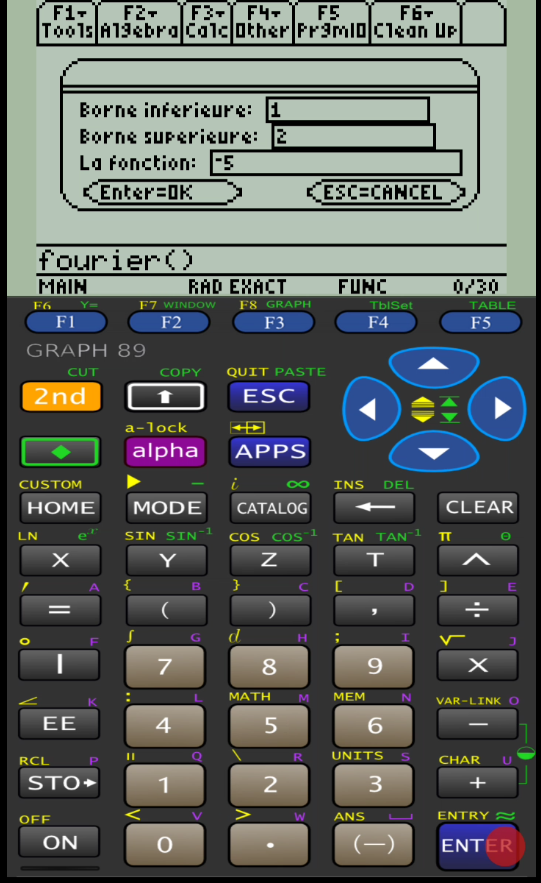 F1 F2 F3 F4 F5 F6
Tools Algebra Calc Other PrgmIO Clean Up
Borne inferieure: 1
Borne superieure: 2
La fonction: -5
Enter=OK ESC=CANCEL
fourier()
MAIN RAD EXACT FUNC 0/30
F6 Y= F7 WINDOW F8 GRAPH TblSet TABLE
F1 F2 F3 F4 F5
GRAPH 89
CUT COPY QUIT PASTE
2nd ESC
a-lock
alpha APPS
CUSTOM i ∞ INS DEL
HOME MODE CATALOG CLEAR
LN eˣ SIN SIN⁻¹ COS COS⁻¹ TAN TAN⁻¹ π θ
X Y Z T ^
′ A { B } C [ D ] E
= ( ) , ÷
° F ∫ G d H ; I √ J
| 7 8 9 ×
∠ K : L MATH M MEM N VAR-LINK O
EE 4 5 6 −
RCL P " Q \ R UNITS S CHAR U
STO▸ 1 2 3 +
OFF < V > W ANS ENTRY ≈
ON 0 . (−) ENTER